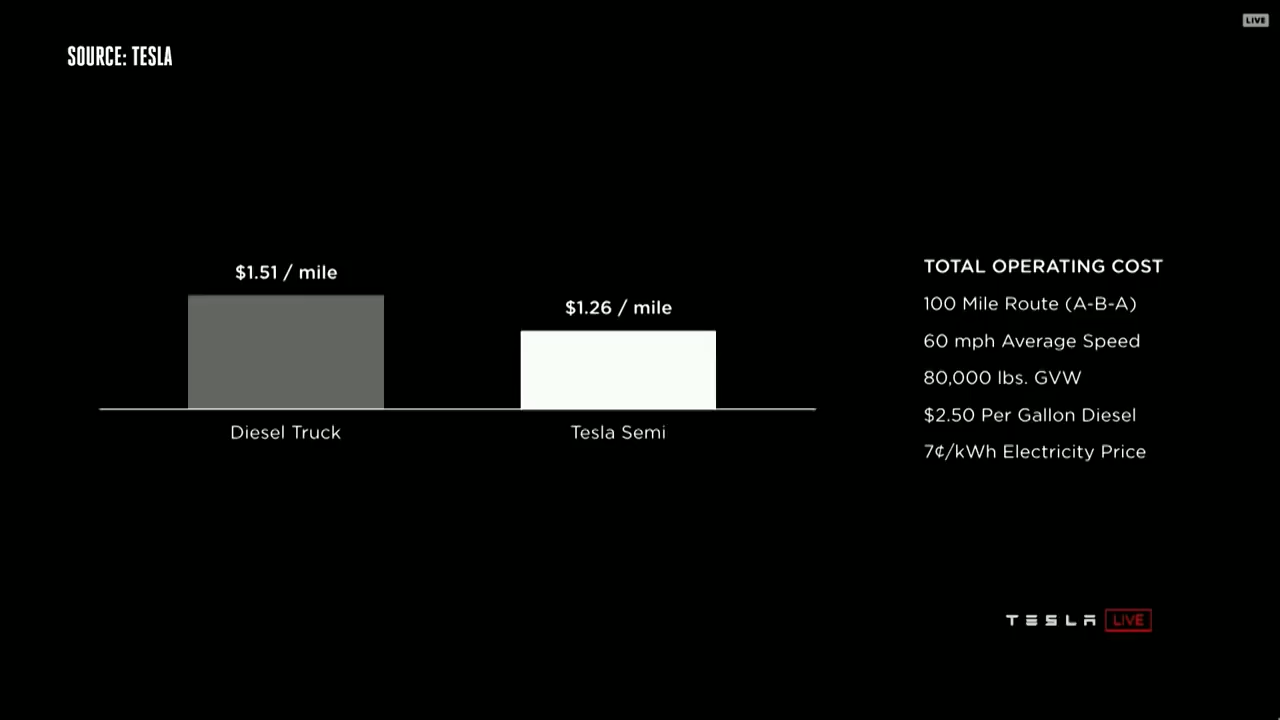 LIVE
SOURCE: TESLA
$1.51 / mile
$1.26 / mile
Diesel Truck
Tesla Semi
TOTAL OPERATING COST
100 Mile Route (A-B-A)
60 mph Average Speed
80,000 lbs. GVW
$2.50 Per Gallon Diesel
7¢/kWh Electricity Price
TESLA LIVE